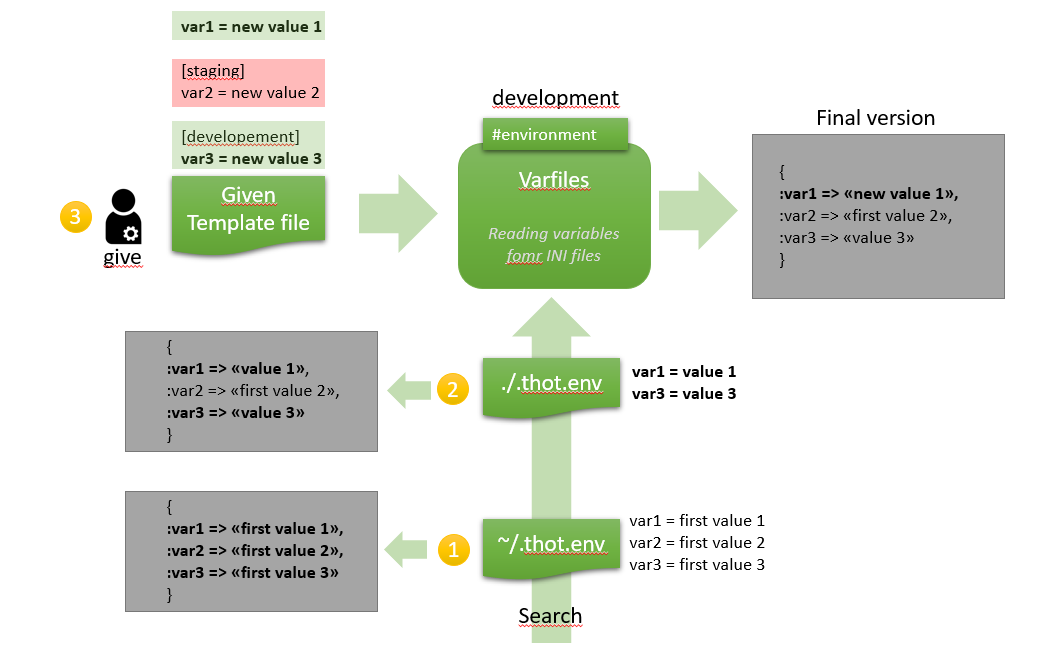 var1 = new value 1
[staging]
var2 = new value 2
[developement]
var3 = new value 3
Given
Template file
3
give
development
#environment
Varfiles
Reading variables
fomr INI files
Final version
{
:var1 => «new value 1»,
:var2 => «first value 2»,
:var3 => «value 3»
}
{
:var1 => «value 1»,
:var2 => «first value 2»,
:var3 => «value 3»
}
2
./.thot.env
var1 = value 1
var3 = value 3
{
:var1 => «first value 1»,
:var2 => «first value 2»,
:var3 => «first value 3»
}
1
~/.thot.env
var1 = first value 1
var2 = first value 2
var3 = first value 3
Search